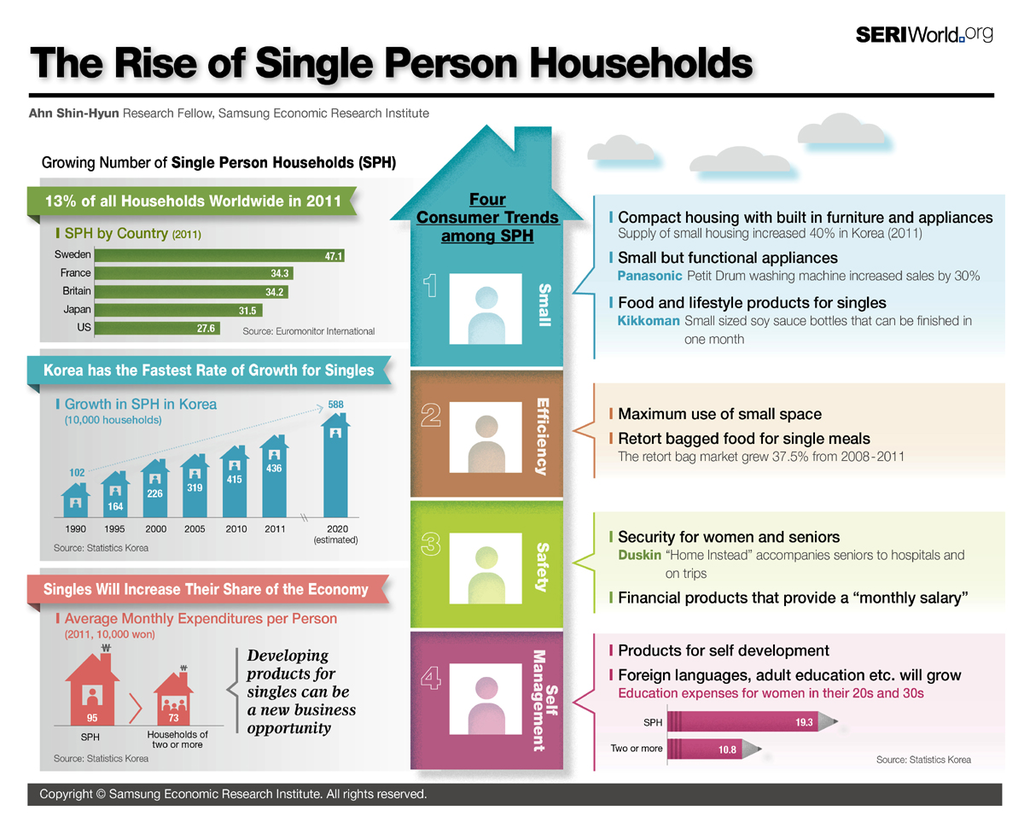 SERIWorld.org
The Rise of Single Person Households
Ahn Shin-Hyun Research Fellow, Samsung Economic Research Institute
Growing Number of Single Person Households (SPH)
13% of all Households Worldwide in 2011
SPH by Country (2011)
Sweden 47.1
France 34.3
Britain 34.2
Japan 31.5
US 27.6
Source: Euromonitor International
Korea has the Fastest Rate of Growth for Singles
Growth in SPH in Korea
(10,000 households)
102
164
226
319
415
436
588
1990 1995 2000 2005 2010 2011 2020
(estimated)
Source: Statistics Korea
Singles Will Increase Their Share of the Economy
Average Monthly Expenditures per Person
(2011, 10,000 won)
₩
₩
95
73
SPH
Households of
two or more
Source: Statistics Korea
Developing
products for
singles can be
a new business
opportunity
Four
Consumer Trends
among SPH
1
Small
Compact housing with built in furniture and appliances
Supply of small housing increased 40% in Korea (2011)
Small but functional appliances
Panasonic Petit Drum washing machine increased sales by 30%
Food and lifestyle products for singles
Kikkoman Small sized soy sauce bottles that can be finished in
one month
2
Efficiency
Maximum use of small space
Retort bagged food for single meals
The retort bag market grew 37.5% from 2008-2011
3
Safety
Security for women and seniors
Duskin “Home Instead” accompanies seniors to hospitals and
on trips
Financial products that provide a “monthly salary”
4
Self
Management
Products for self development
Foreign languages, adult education etc. will grow
Education expenses for women in their 20s and 30s
SPH 19.3
Two or more 10.8
Source: Statistics Korea
Copyright © Samsung Economic Research Institute. All rights reserved.